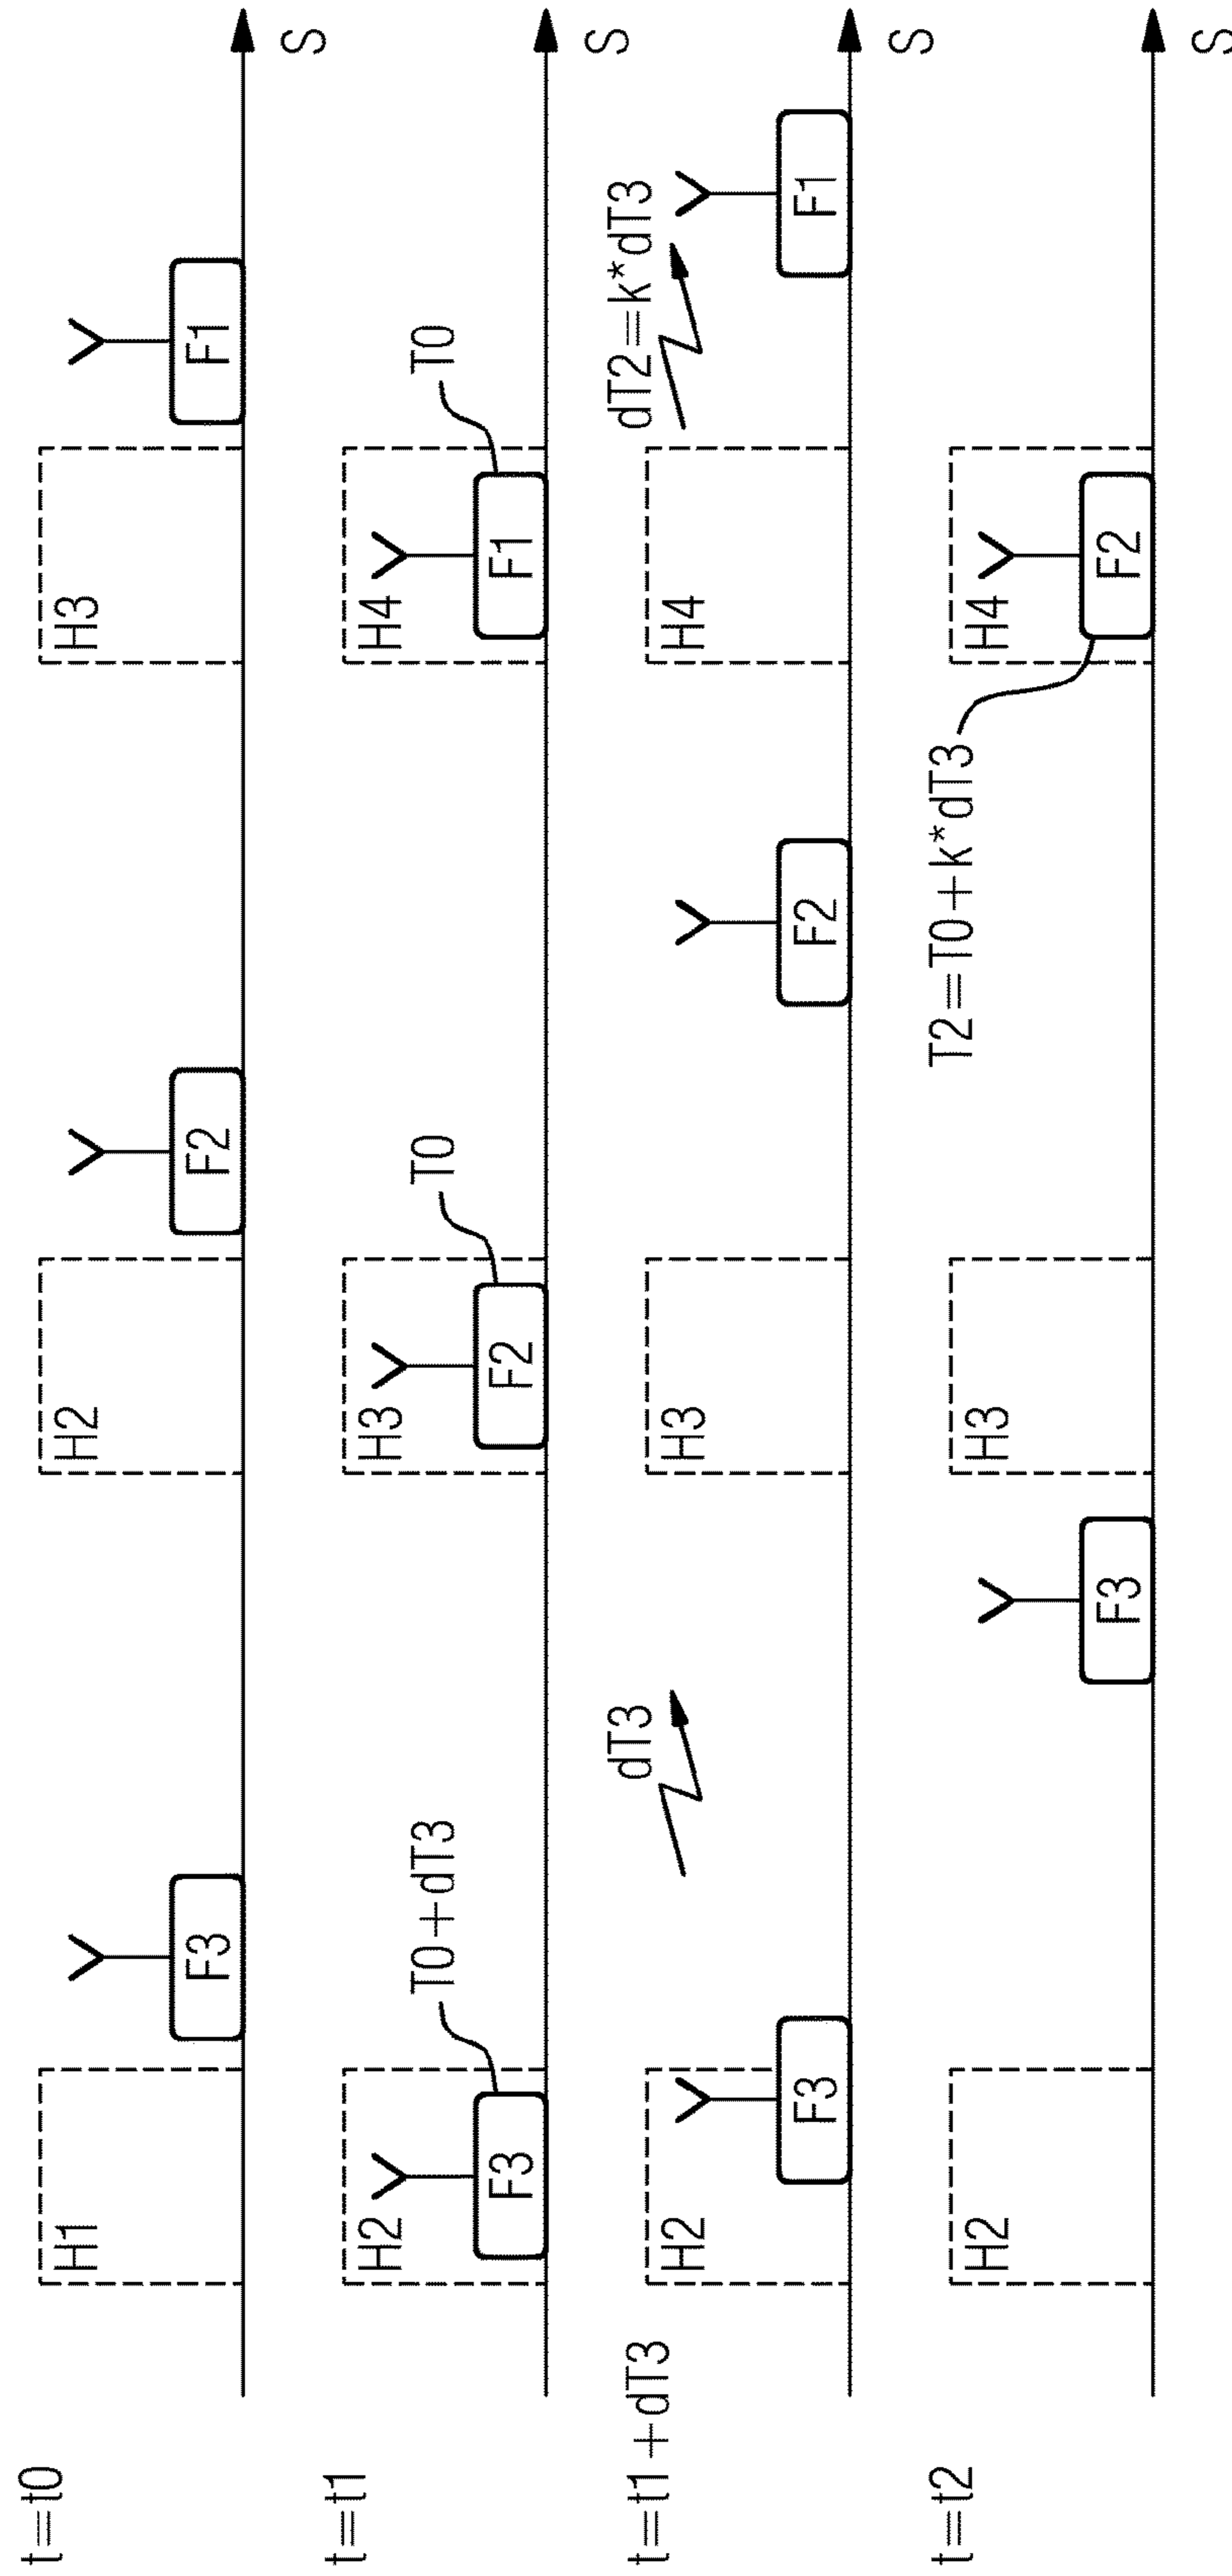 t=t0
H1
F3
H2
F2
H3
F1
S
t=t1
H2
F3
T0+dT3
H3
F2
T0
H4
F1
T0
S
t=t1+dT3
H2
F3
dT3
H3
F2
H4
dT2=k*dT3
F1
S
t=t2
H2
F3
H3
T2=T0+k*dT3
H4
F2
S